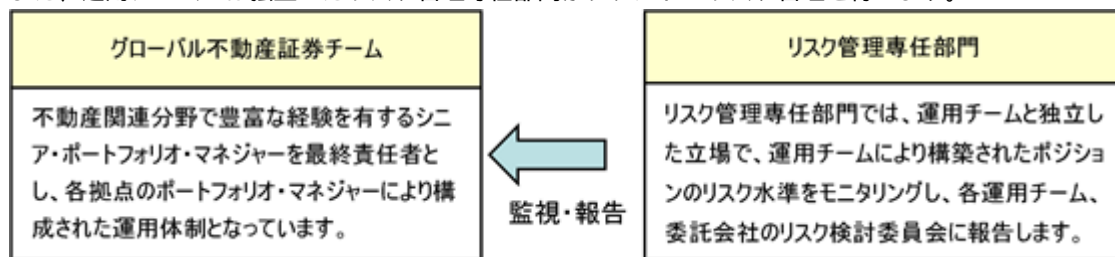 グローバル不動産証券チーム
不動産関連分野で豊富な経験を有するシニ
ア・ポートフォリオ・マネジャーを最終責任者と
し、各拠点のポートフォリオ・マネジャーにより構
成された運用体制となっています。
監視・報告
リスク管理専任部門
リスク管理専任部門では、運用チームと独立し
た立場で、運用チームにより構築されたポジショ
ンのリスク水準をモニタリングし、各運用チーム、
委託会社のリスク検討委員会に報告します。